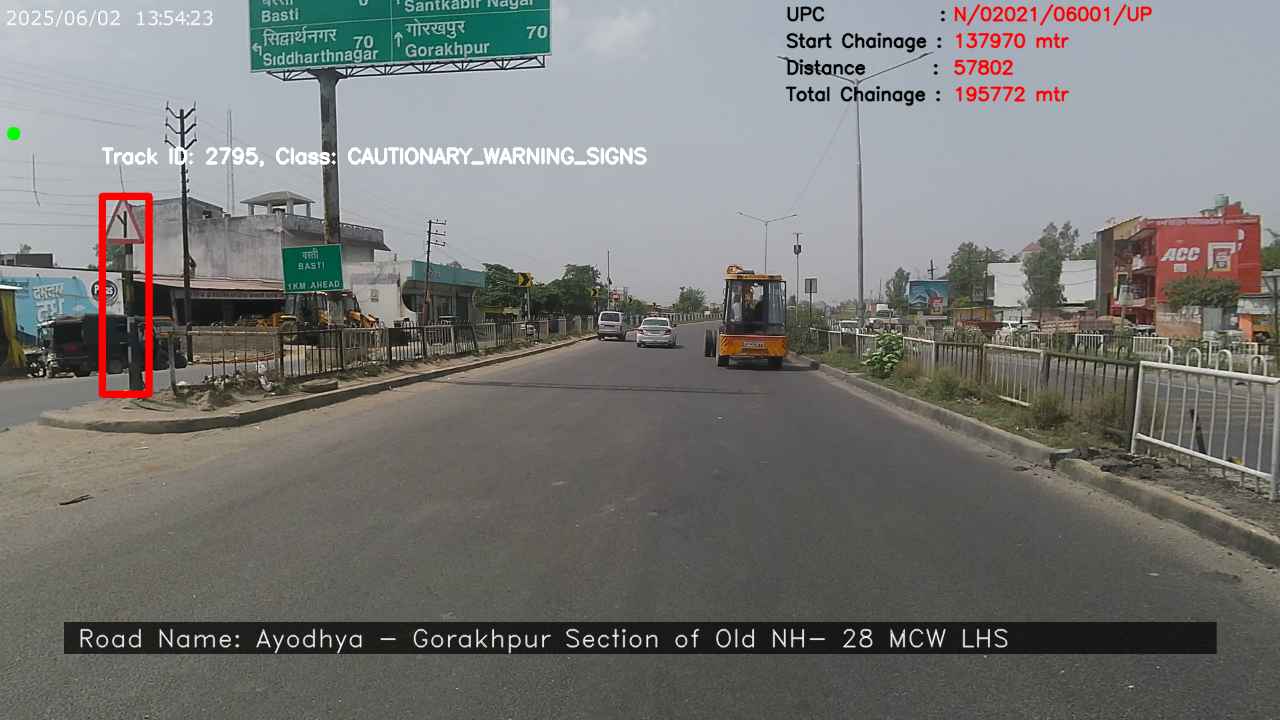 2025/06/02 13:54:23
UPC : N/02021/06001/UP
Start Chainage : 137970 mtr
Distance : 57802
Total Chainage : 195772 mtr
Basti 0
Santkabir Nagar
सिद्धार्थनगर
Siddharthnagar 70
गोरखपुर
Gorakhpur 70
Track ID: 2795, Class: CAUTIONARY_WARNING_SIGNS
बस्ती
BASTI
1KM AHEAD
ACC
Road Name: Ayodhya - Gorakhpur Section of Old NH- 28 MCW LHS